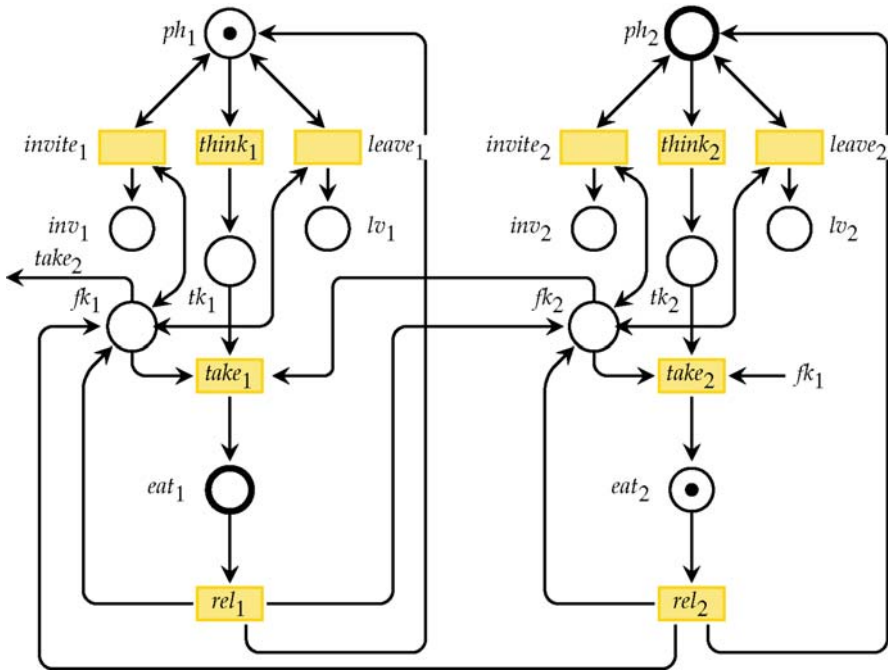 ph1 ph2
invite1 think1 leave1 invite2 think2 leave2
inv1 lv1 inv2 lv2
take2
fk1 tk1 fk2 tk2
take1 take2 fk1
eat1 eat2
rel1 rel2